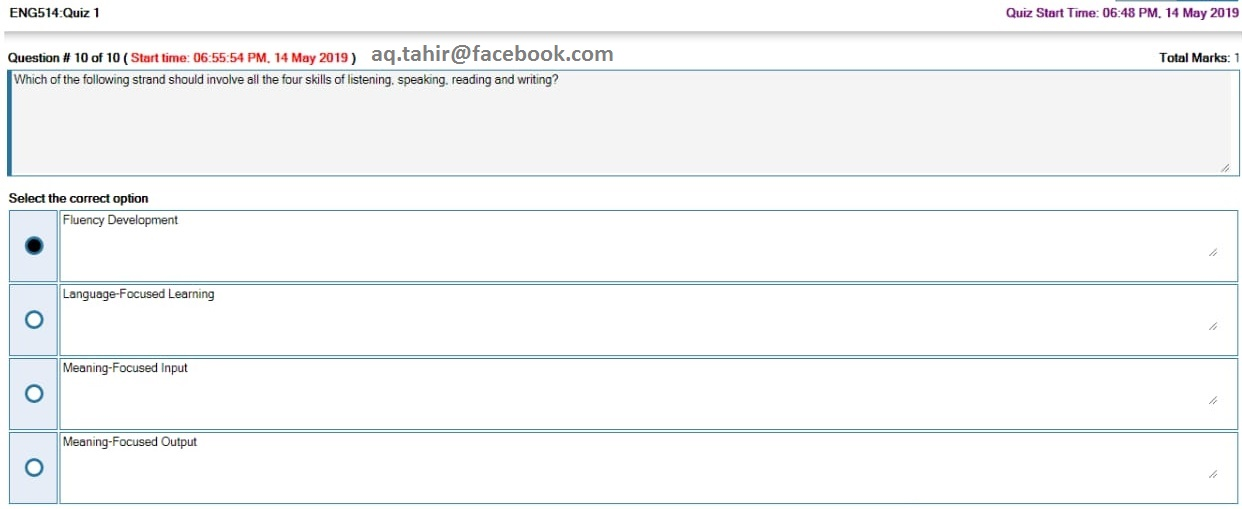 ENG514:Quiz 1
Quiz Start Time: 06:48 PM, 14 May 2019
Question # 10 of 10 ( Start time: 06:55:54 PM, 14 May 2019 ) aq.tahir@facebook.com
Total Marks: 1
Which of the following strand should involve all the four skills of listening, speaking, reading and writing?
Select the correct option
Fluency Development
Language-Focused Learning
Meaning-Focused Input
Meaning-Focused Output